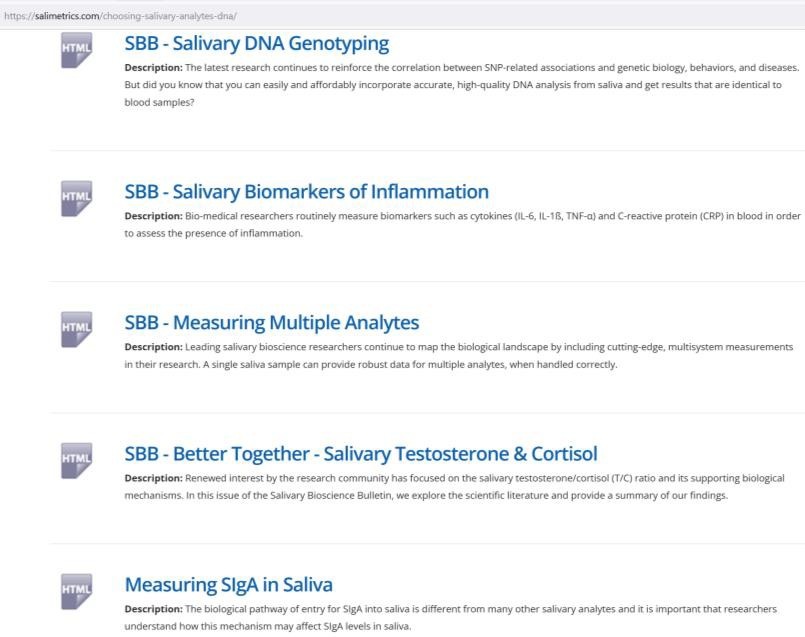 https://salimetrics.com/choosing-salivary-analytes-dna/
HTML
SBB - Salivary DNA Genotyping
Description: The latest research continues to reinforce the correlation between SNP-related associations and genetic biology, behaviors, and diseases.
But did you know that you can easily and affordably incorporate accurate, high-quality DNA analysis from saliva and get results that are identical to
blood samples?
HTML
SBB - Salivary Biomarkers of Inflammation
Description: Bio-medical researchers routinely measure biomarkers such as cytokines (IL-6, IL-1ß, TNF-α) and C-reactive protein (CRP) in blood in order
to assess the presence of inflammation.
HTML
SBB - Measuring Multiple Analytes
Description: Leading salivary bioscience researchers continue to map the biological landscape by including cutting-edge, multisystem measurements
in their research. A single saliva sample can provide robust data for multiple analytes, when handled correctly.
HTML
SBB - Better Together - Salivary Testosterone & Cortisol
Description: Renewed interest by the research community has focused on the salivary testosterone/cortisol (T/C) ratio and its supporting biological
mechanisms. In this issue of the Salivary Bioscience Bulletin, we explore the scientific literature and provide a summary of our findings.
HTML
Measuring SIgA in Saliva
Description: The biological pathway of entry for SIgA into saliva is different from many other salivary analytes and it is important that researchers
understand how this mechanism may affect SIgA levels in saliva.